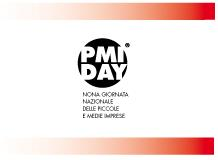 PMI
DAY®
NONA GIORNATA
NAZIONALE
DELLE PICCOLE
E MEDIE IMPRESE